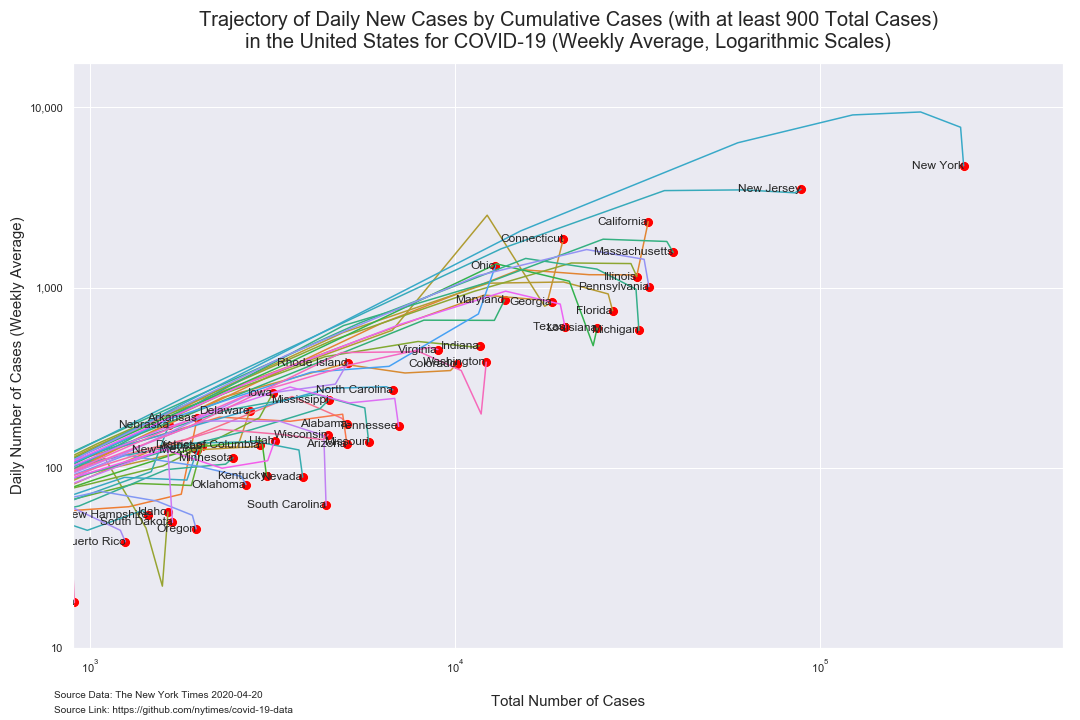 Trajectory of Daily New Cases by Cumulative Cases (with at least 900 Total Cases)
in the United States for COVID-19 (Weekly Average, Logarithmic Scales)
Daily Number of Cases (Weekly Average)
10,000
1,000
100
10
New York
New Jersey
California
Connecticut
Massachusetts
Ohio
Illinois
Pennsylvania
Maryland
Georgia
Florida
Texas
Louisiana
Michigan
Indiana
Virginia
Rhode Island
Colorado
Washington
North Carolina
Iowa
Mississippi
Delaware
Arkansas
Nebraska
Alabama
Tennessee
Wisconsin
Utah
Arizona
Missouri
District of Columbia
New Mexico
Minnesota
Kentucky
Nevada
Oklahoma
South Carolina
ew Hampshire
Idaho
South Dakota
Oregon
uerto Rico
10³
10⁴
10⁵
Total Number of Cases
Source Data: The New York Times 2020-04-20
Source Link: https://github.com/nytimes/covid-19-data